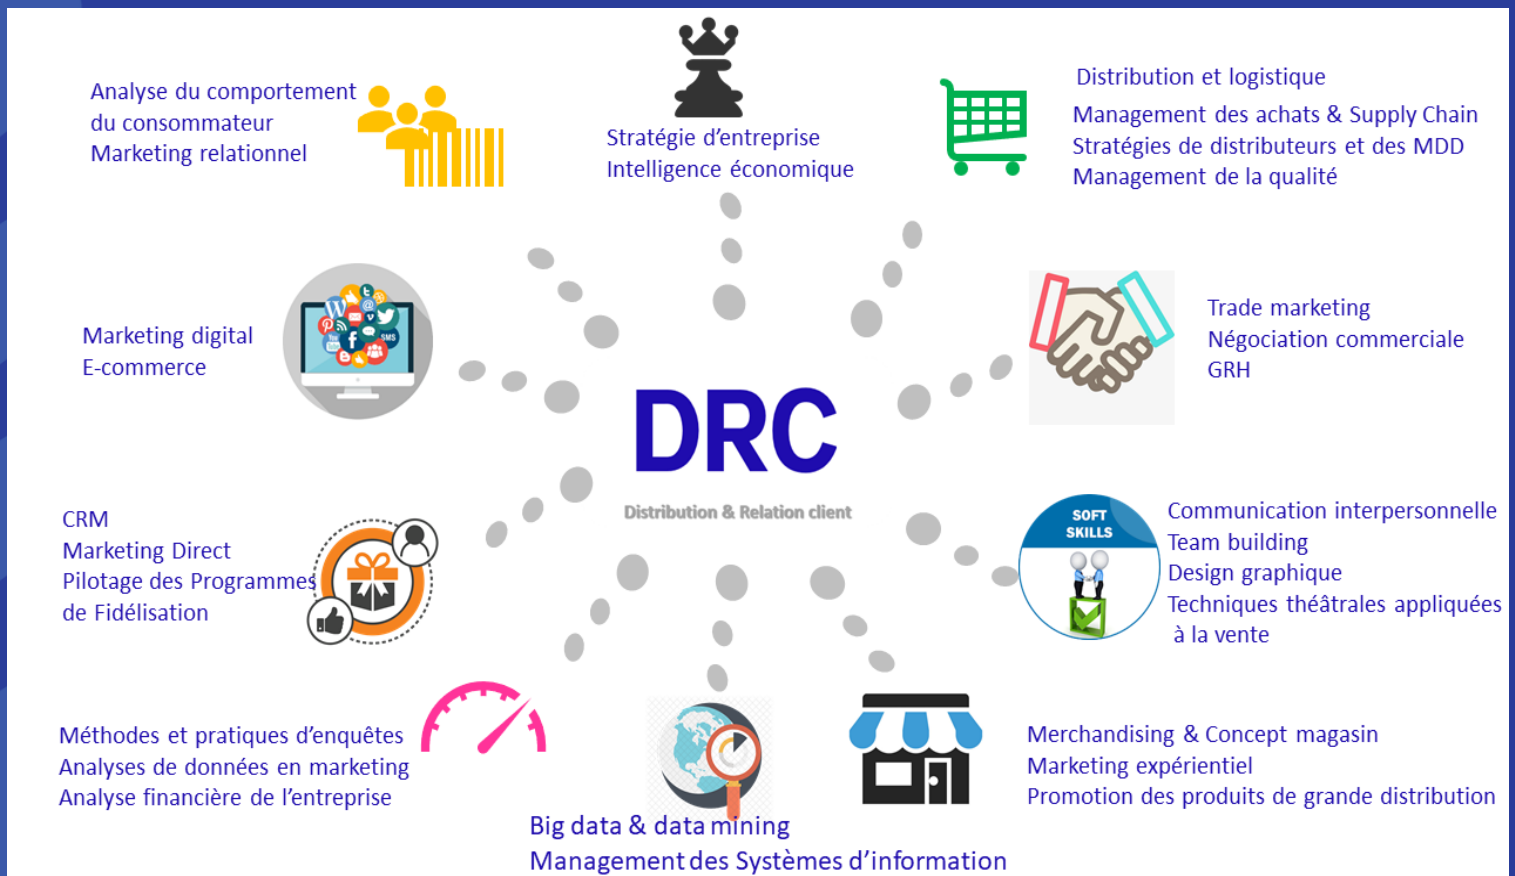 Analyse du comportement
du consommateur
Marketing relationnel
Stratégie d'entreprise
Intelligence économique
Distribution et logistique
Management des achats & Supply Chain
Stratégies de distributeurs et des MDD
Management de la qualité
Marketing digital
E-commerce
SMS
You
Trade marketing
Négociation commerciale
GRH
DRC
Distribution & Relation client
CRM
Marketing Direct
Pilotage des Programmes
de Fidélisation
SOFT
SKILLS
Communication interpersonnelle
Team building
Design graphique
Techniques théâtrales appliquées
à la vente
Méthodes et pratiques d'enquêtes
Analyses de données en marketing
Analyse financière de l'entreprise
Big data & data mining
Management des Systèmes d'information
Merchandising & Concept magasin
Marketing expérientiel
Promotion des produits de grande distribution